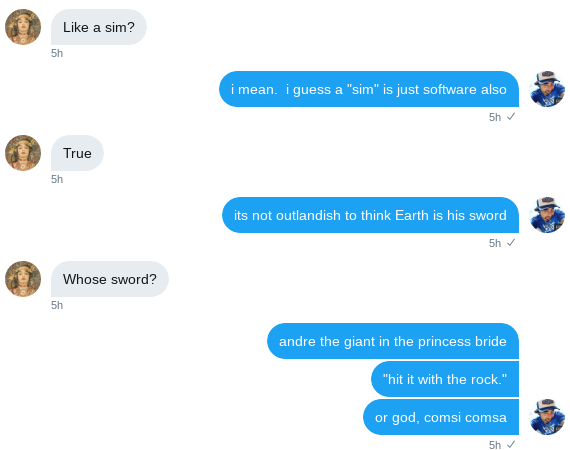 Like a sim?
5h
i mean.  i guess a "sim" is just software also
5h
True
5h
its not outlandish to think Earth is his sword
5h
Whose sword?
5h
andre the giant in the princess bride
"hit it with the rock."
or god, comsi comsa
5h